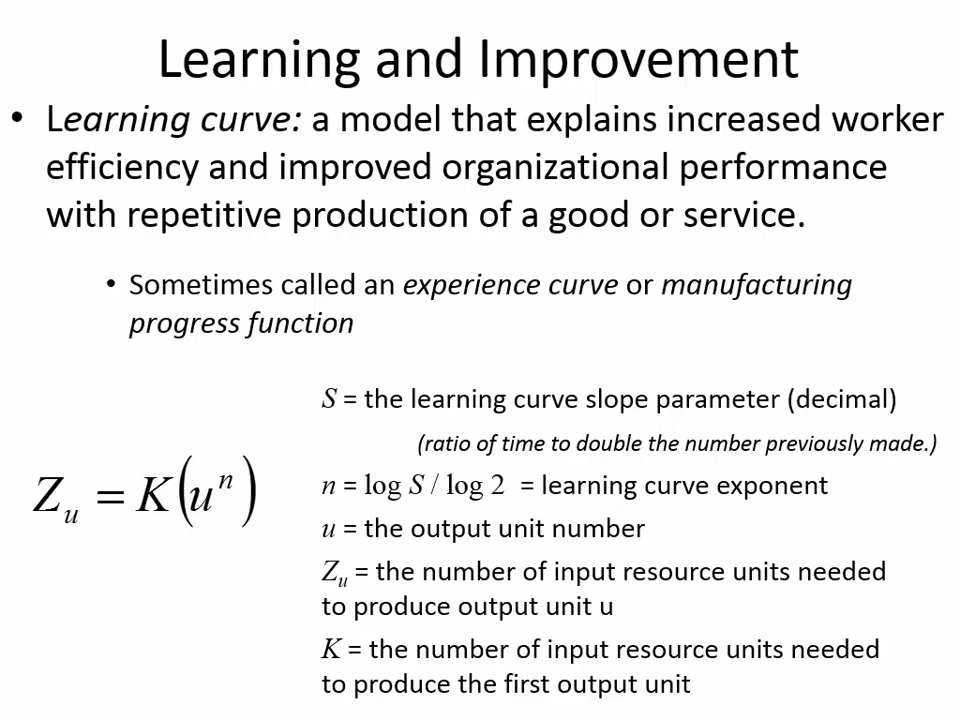 Learning and Improvement
• Learning curve: a model that explains increased worker
efficiency and improved organizational performance
with repetitive production of a good or service.
• Sometimes called an experience curve or manufacturing
progress function
S = the learning curve slope parameter (decimal)
(ratio of time to double the number previously made.)
Zu = K(u^n)
n = log S / log 2 = learning curve exponent
u = the output unit number
Zu = the number of input resource units needed
to produce output unit u
K = the number of input resource units needed
to produce the first output unit